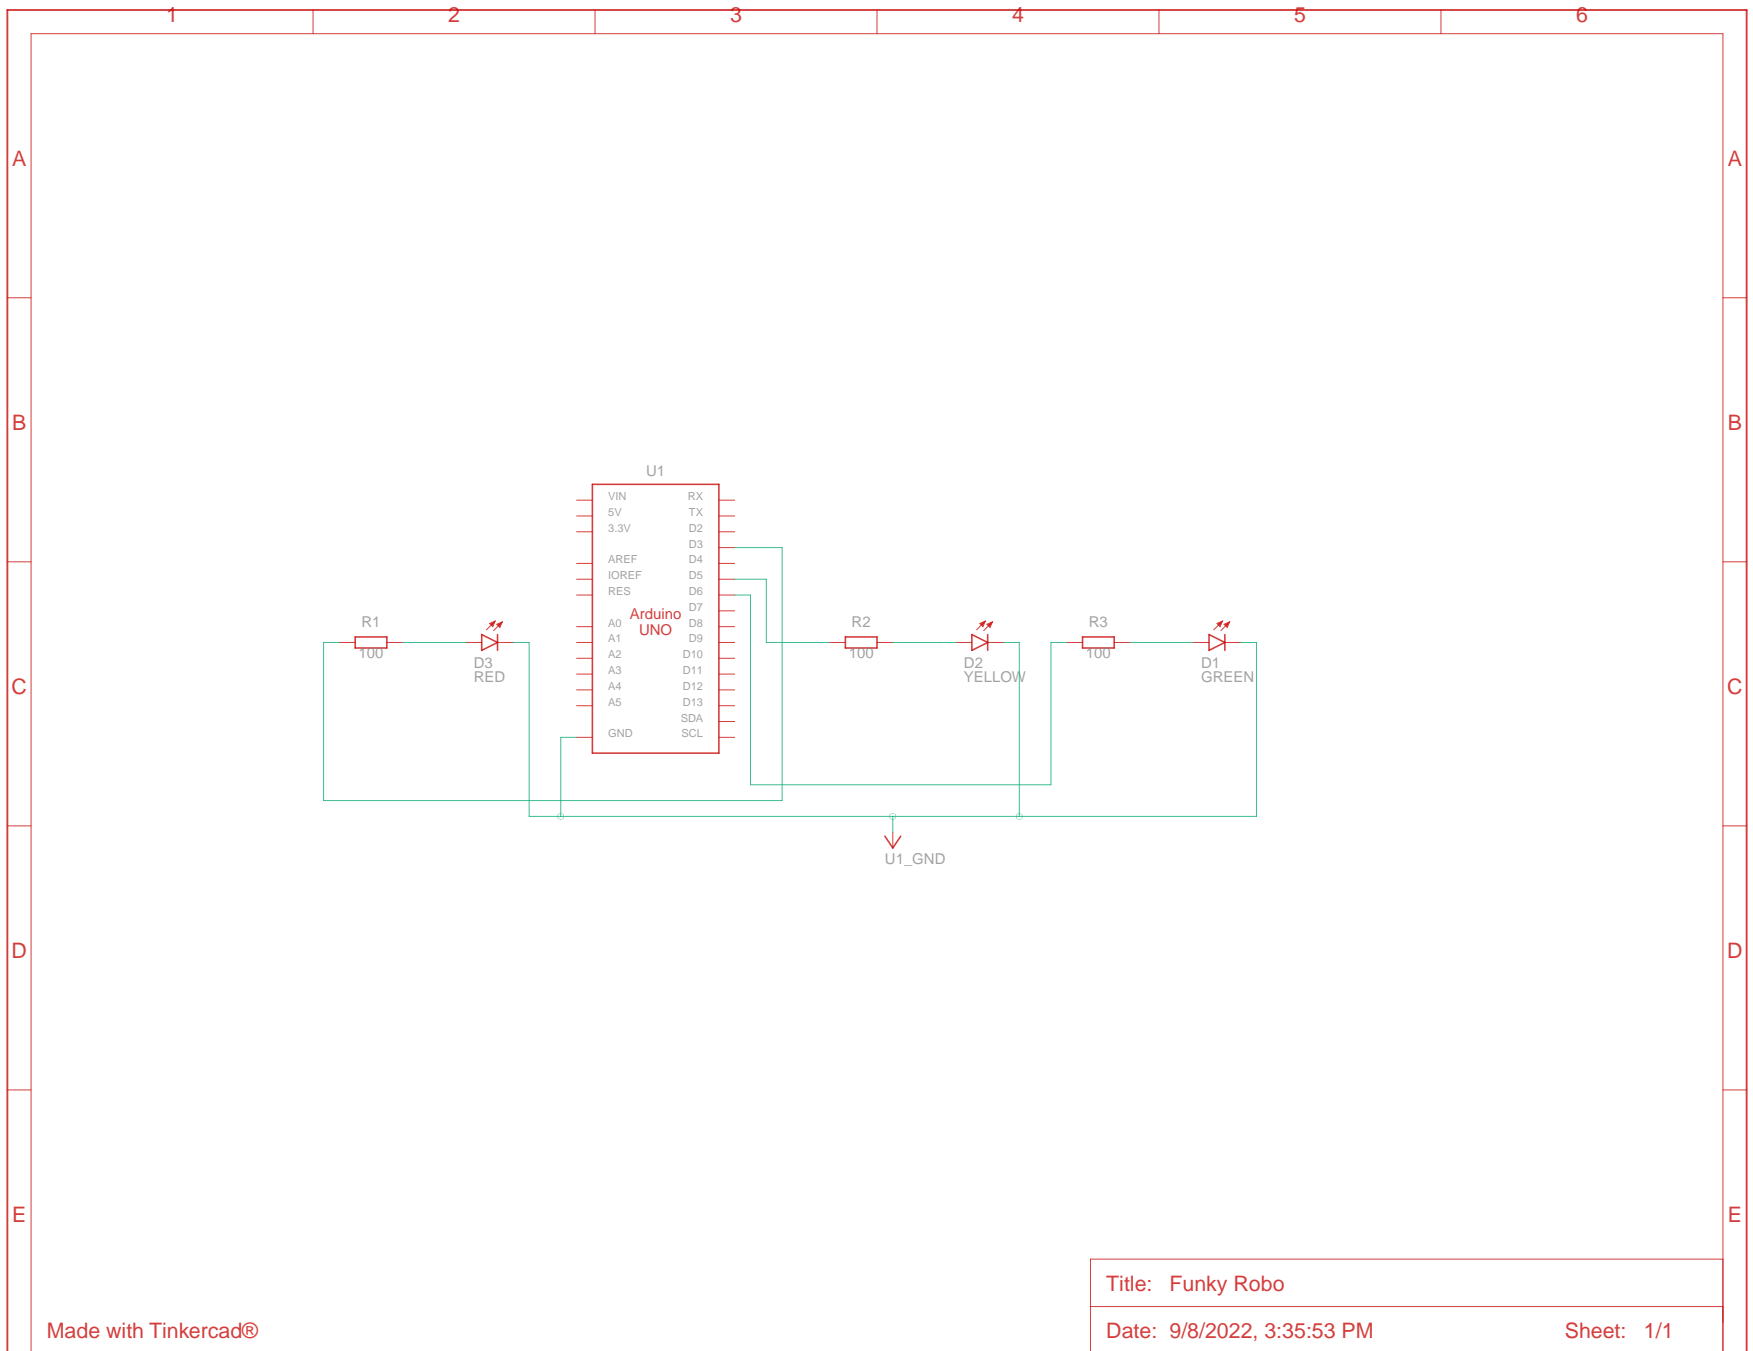 1 2 3 4 5 6
A A
B B
U1
VIN RX
5V TX
3.3V D2
D3
AREF D4
IOREF D5
RES D6
D7
Arduino
UNO
A0 D8
A1 D9
A2 D10
A3 D11
A4 D12
A5 D13
SDA
GND SCL
R1
100
D3
RED
R2
100
D2
YELLOW
R3
100
D1
GREEN
C C
U1_GND
D D
E E
Title: Funky Robo
Made with Tinkercad®
Date: 9/8/2022, 3:35:53 PM Sheet: 1/1